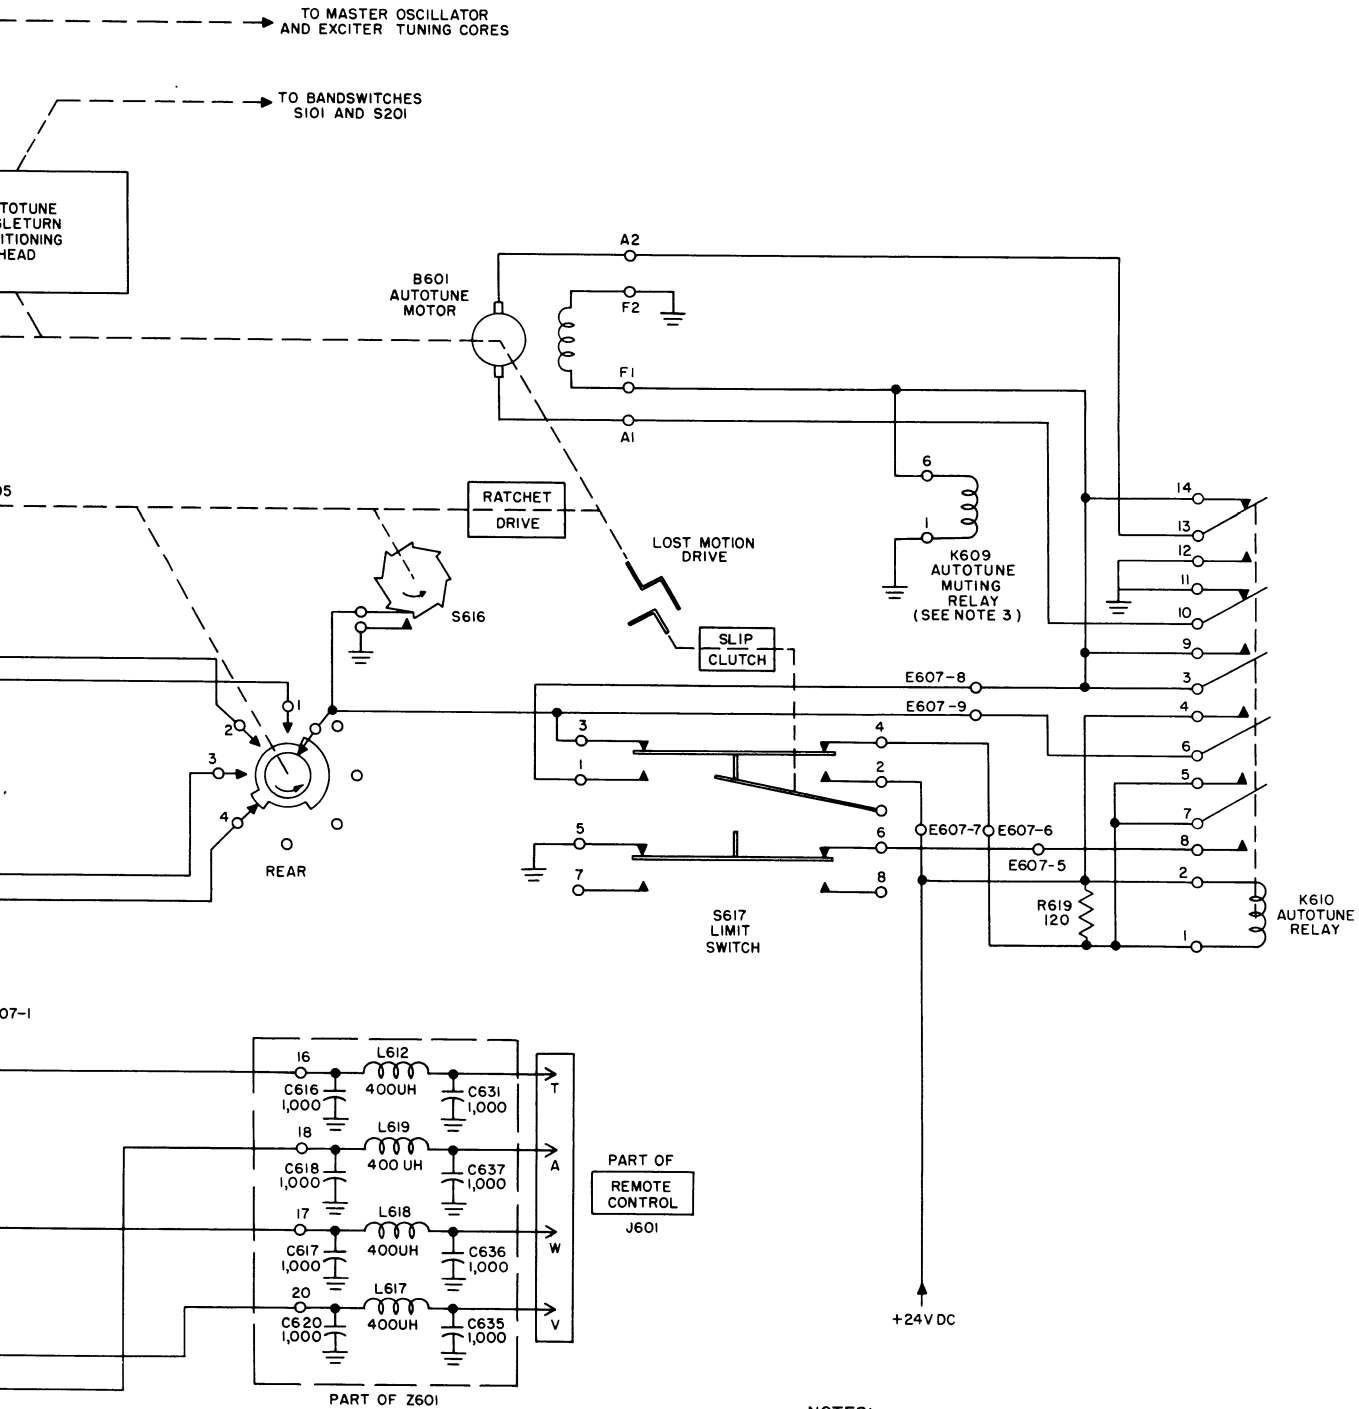 TO MASTER OSCILLATOR
AND EXCITER TUNING CORES
TO BANDSWITCHES
S101 AND S201
TOTUNE
GLETURN
ITIONING
HEAD
A2
B601
AUTOTUNE
MOTOR
F2
F1
A1
6
1
K609
AUTOTUNE
MUTING
RELAY
(SEE NOTE 3)
14
13
12
11
10
9
3
4
6
5
7
8
2
1
K610
AUTOTUNE
RELAY
05
RATCHET
DRIVE
LOST MOTION
DRIVE
S616
SLIP
CLUTCH
E607-8
E607-9
1
2
3
4
REAR
3
4
1
2
E607-7
E607-6
5
6
E607-5
7
8
R619
120
S617
LIMIT
SWITCH
07-1
16
L612
C616
1,000
400UH
C631
1,000
T
18
L619
C618
1,000
400 UH
C637
1,000
A
PART OF
REMOTE
CONTROL
J601
17
L618
C617
1,000
400UH
C636
1,000
W
20
L617
C620
1,000
400UH
C635
1,000
V
+24V DC
PART OF Z601